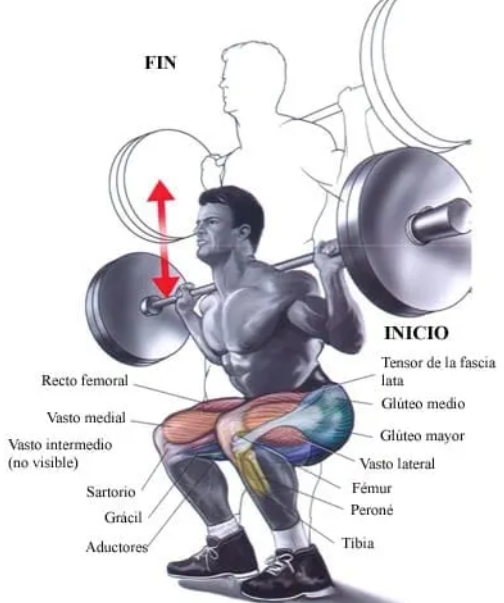 FIN
INICIO
Tensor de la fascia
lata
Recto femoral
Glúteo medio
Vasto medial
Glúteo mayor
Vasto intermedio
(no visible)
Vasto lateral
Sartorio
Fémur
Grácil
Peroné
Aductores
Tibia